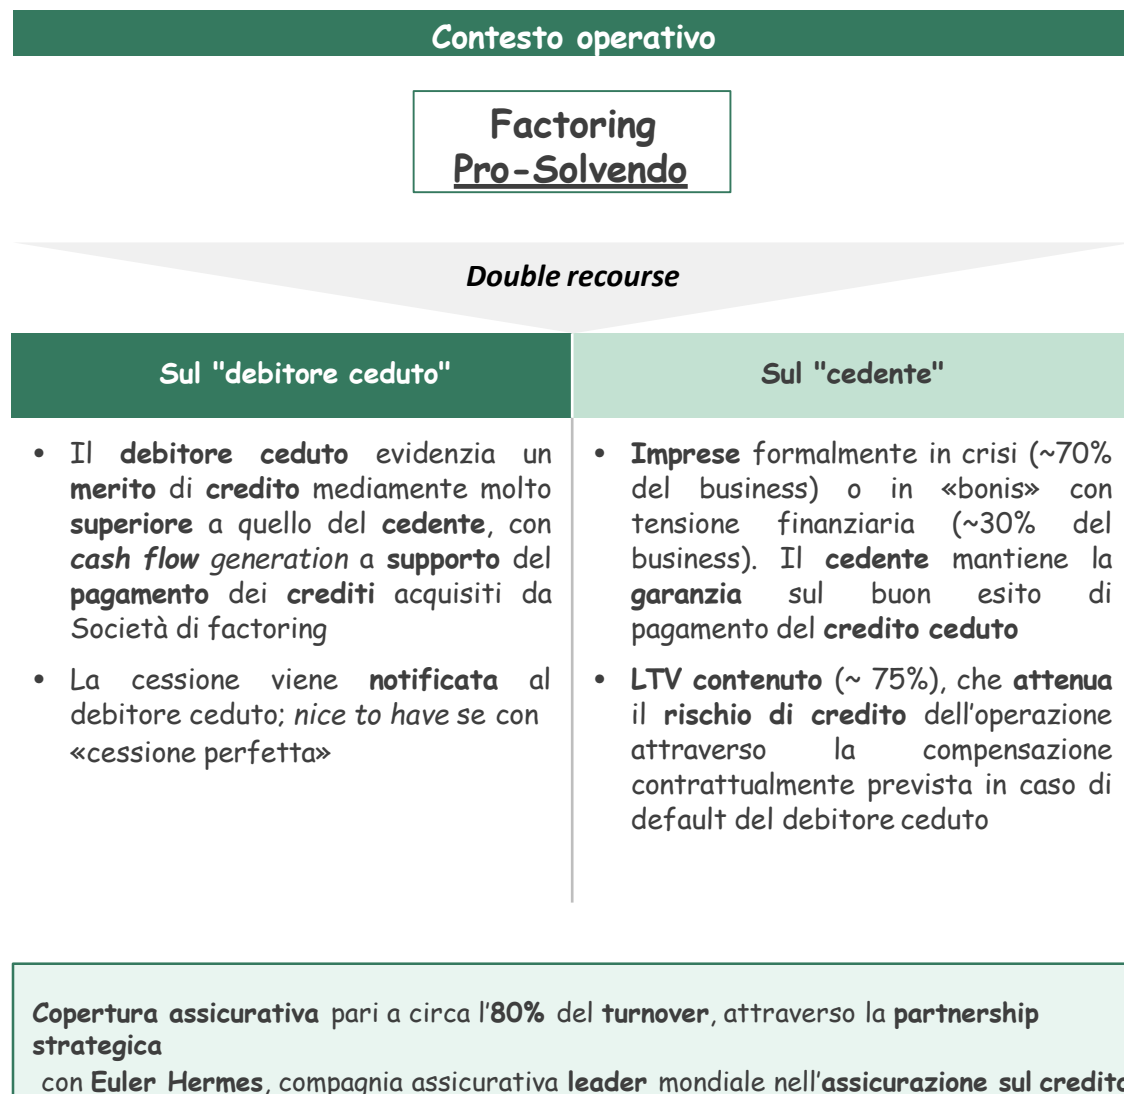 Contesto operativo
Factoring
Pro-Solvendo
Double recourse
Sul "debitore ceduto"
• Il debitore ceduto evidenzia un
merito di credito mediamente molto
superiore a quello del cedente, con
cash flow generation a supporto del
pagamento dei crediti acquisiti da
Società di factoring
• La cessione viene notificata al
debitore ceduto; nice to have se con
«cessione perfetta»
Sul "cedente"
• Imprese formalmente in crisi (~70%
del business) o in «bonis» con
tensione finanziaria (~30% del
business). Il cedente mantiene la
garanzia sul buon esito di
pagamento del credito ceduto
• LTV contenuto (~ 75%), che attenua
il rischio di credito dell'operazione
attraverso la compensazione
contrattualmente prevista in caso di
default del debitore ceduto
Copertura assicurativa pari a circa l'80% del turnover, attraverso la partnership
strategica
con Euler Hermes, compagnia assicurativa leader mondiale nell'assicurazione sul credito